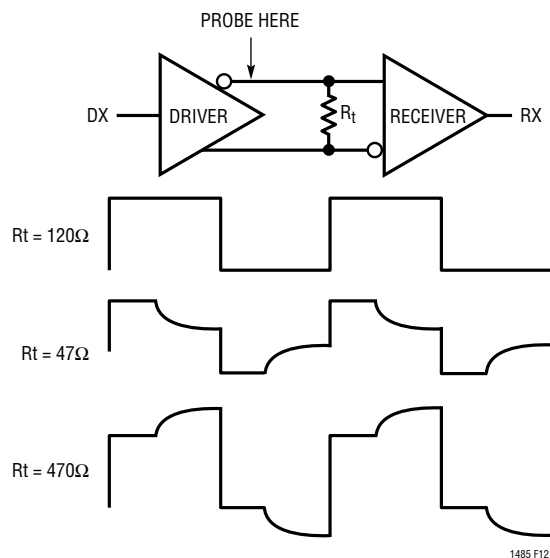 PROBE HERE
DX
DRIVER
Rt
RECEIVER
RX
Rt = 120Ω
Rt = 47Ω
Rt = 470Ω
1485 F12